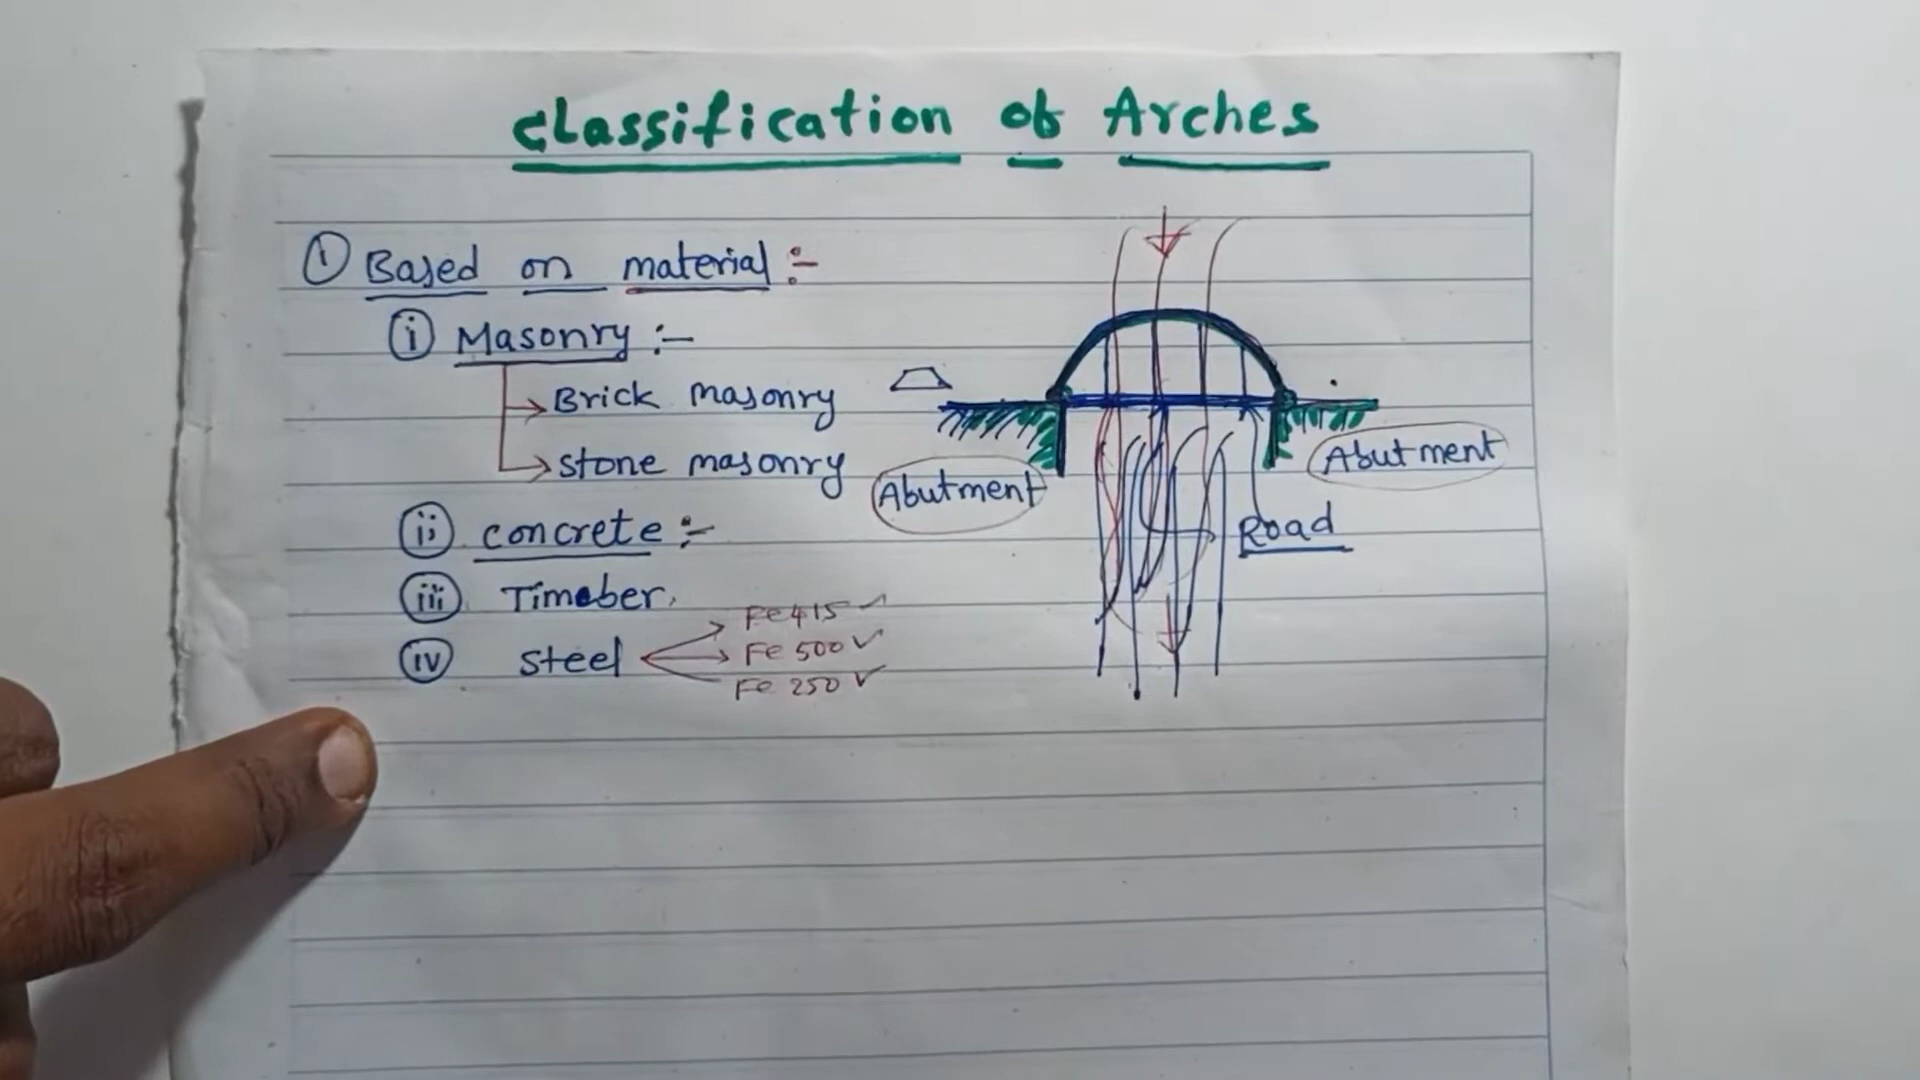 Classification of Arches
① Based on material :-
ⓘ Masonry :-
Brick masonry
Stone masonry
Abutment
Abutment
Road
ii concrete :-
iii Timber.
iv steel
Fe 415 ✓
Fe 500 ✓
Fe 250 ✓